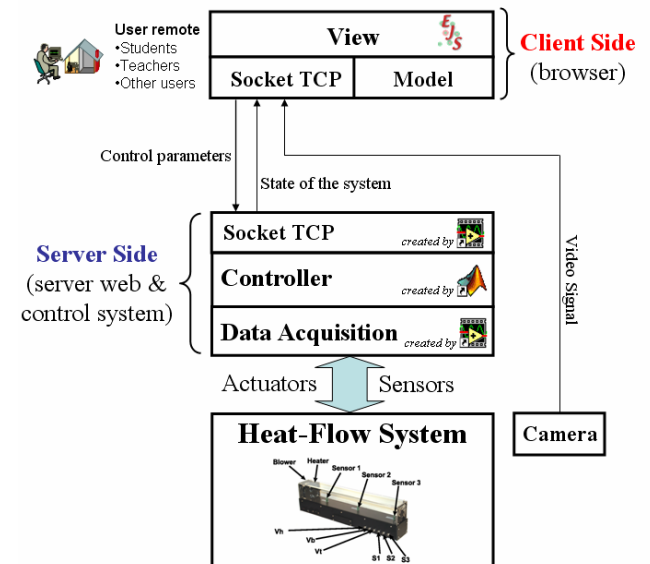 User remote
•Students
•Teachers
•Other users
View
EJS
Socket TCP
Model
Client Side
(browser)
Control parameters
State of the system
Video Signal
Server Side
(server web &
control system)
Socket TCP
created by
Controller
created by
Data Acquisition
created by
Actuators
Sensors
Heat-Flow System
Camera
Blower
Heater
Sensor 1
Sensor 2
Sensor 3
Vh
Vb
Vt
S1
S2
S3